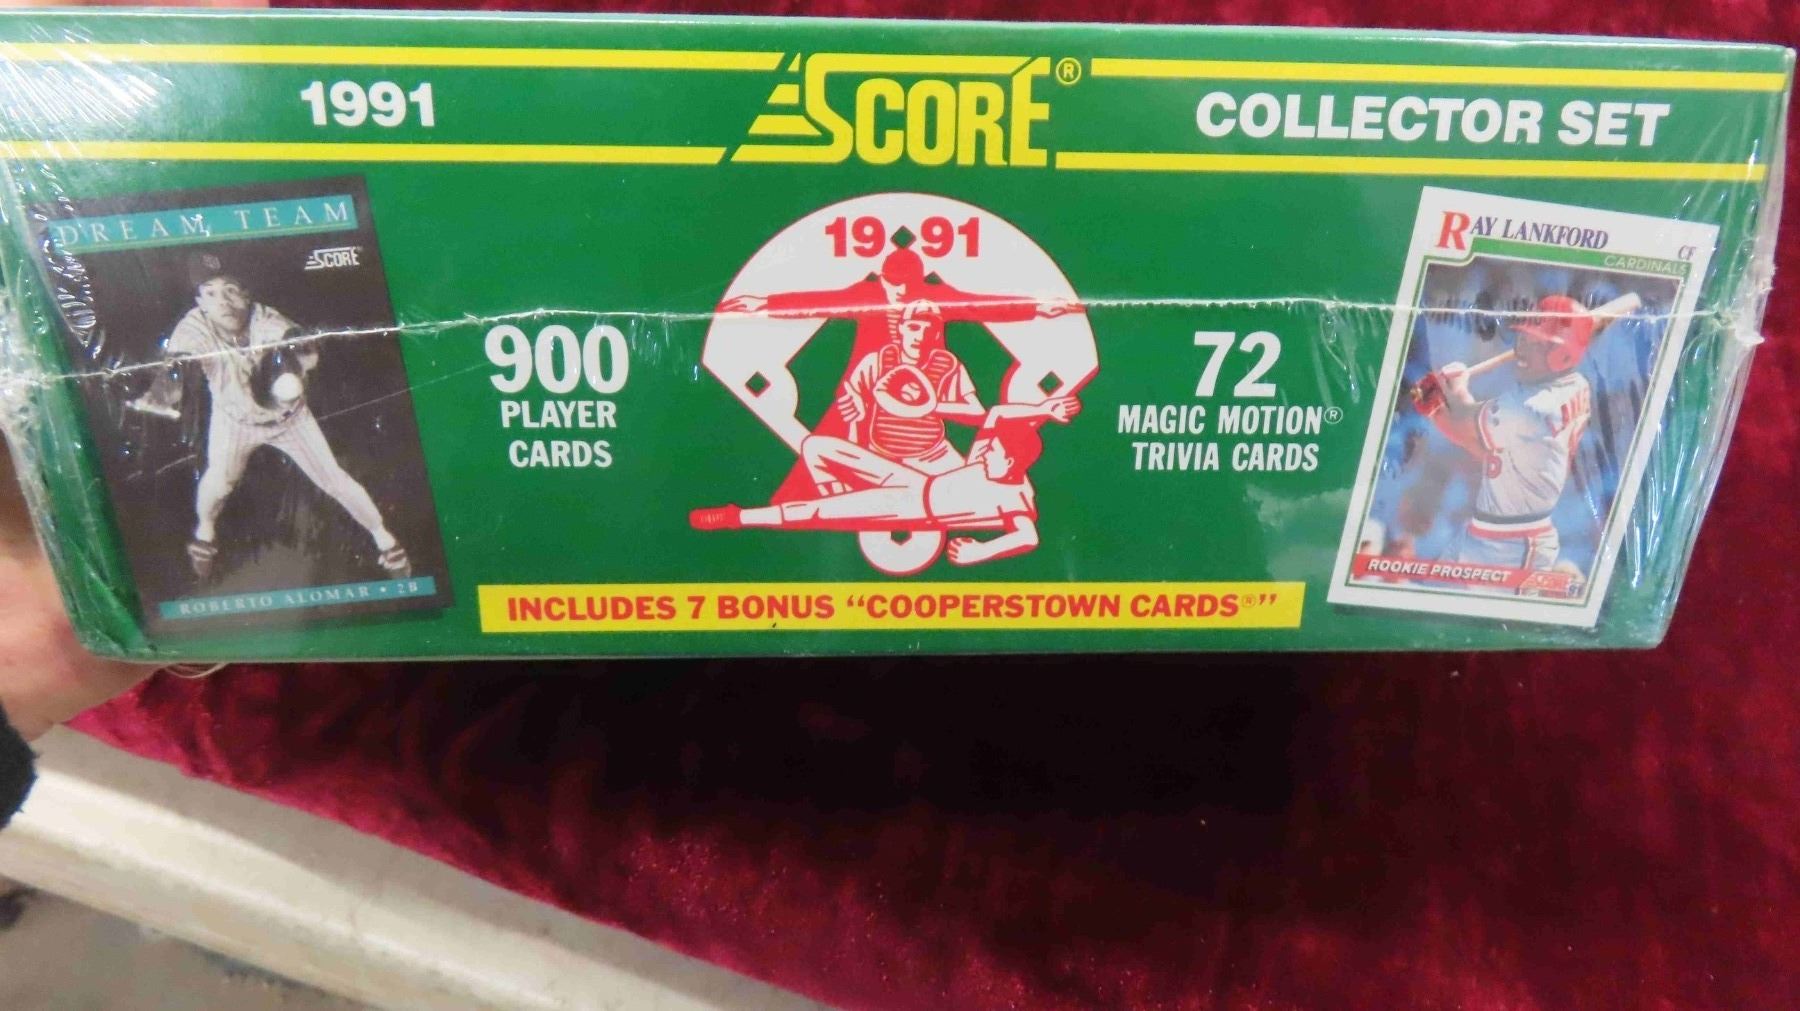 1991
SCORE®
COLLECTOR SET
DREAM TEAM
SCORE
ROBERTO ALOMAR • 2B
900
PLAYER
CARDS
19 91
72
MAGIC MOTION®
TRIVIA CARDS
RAY LANKFORD
CF
CARDINALS
ROOKIE PROSPECT
INCLUDES 7 BONUS “COOPERSTOWN CARDS®”